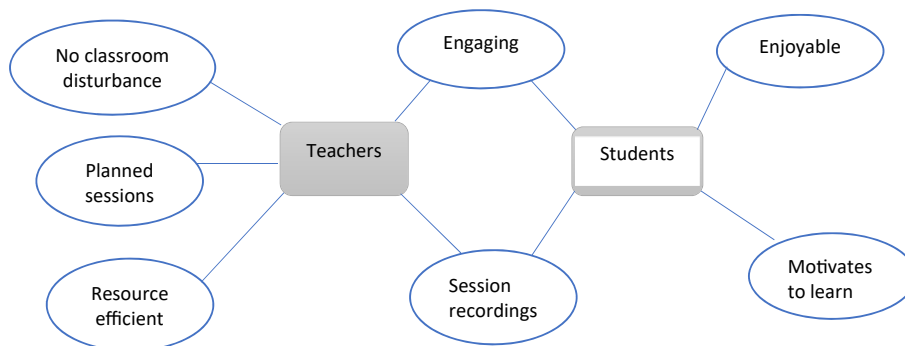 No classroom
disturbance
Engaging
Enjoyable
Teachers
Students
Planned
sessions
Resource
efficient
Session
recordings
Motivates
to learn